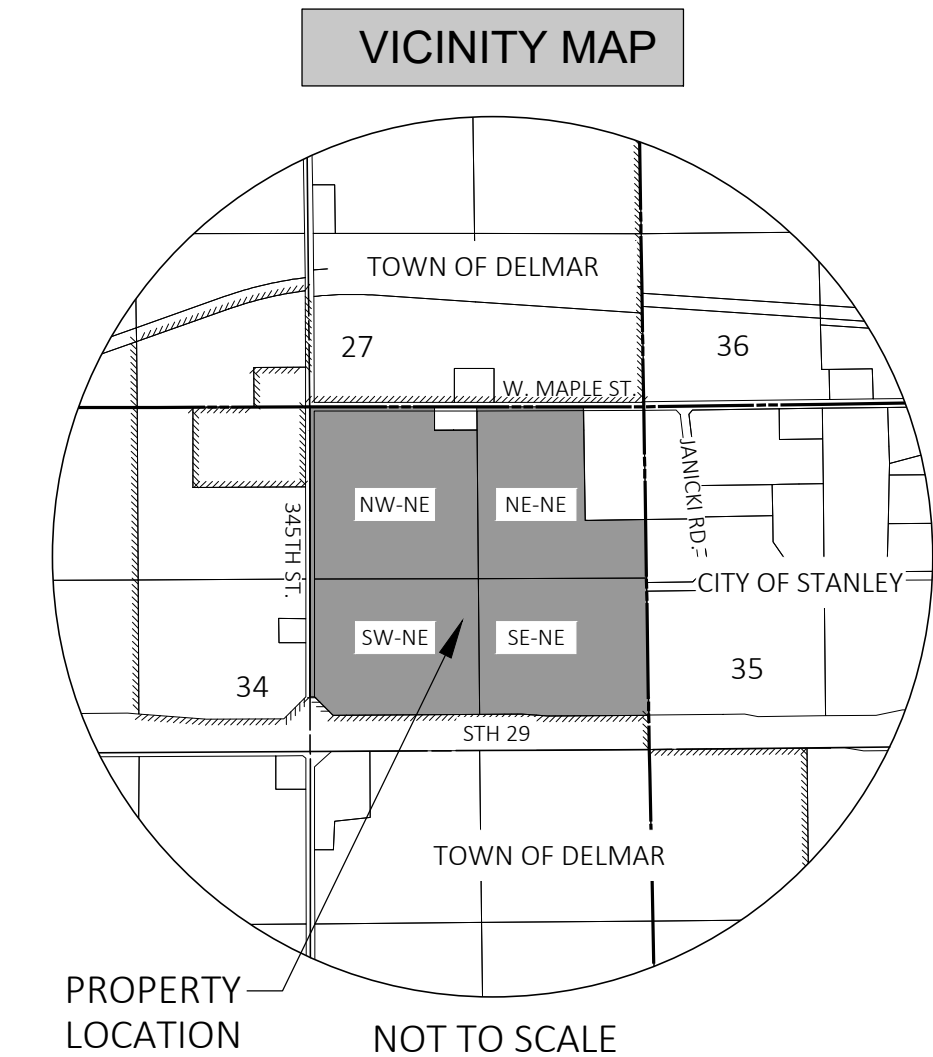 VICINITY MAP
TOWN OF DELMAR
27
36
W. MAPLE ST.
JANICKI RD.
NW-NE
NE-NE
345TH ST.
CITY OF STANLEY
SW-NE
SE-NE
34
35
STH 29
TOWN OF DELMAR
PROPERTY
LOCATION
NOT TO SCALE